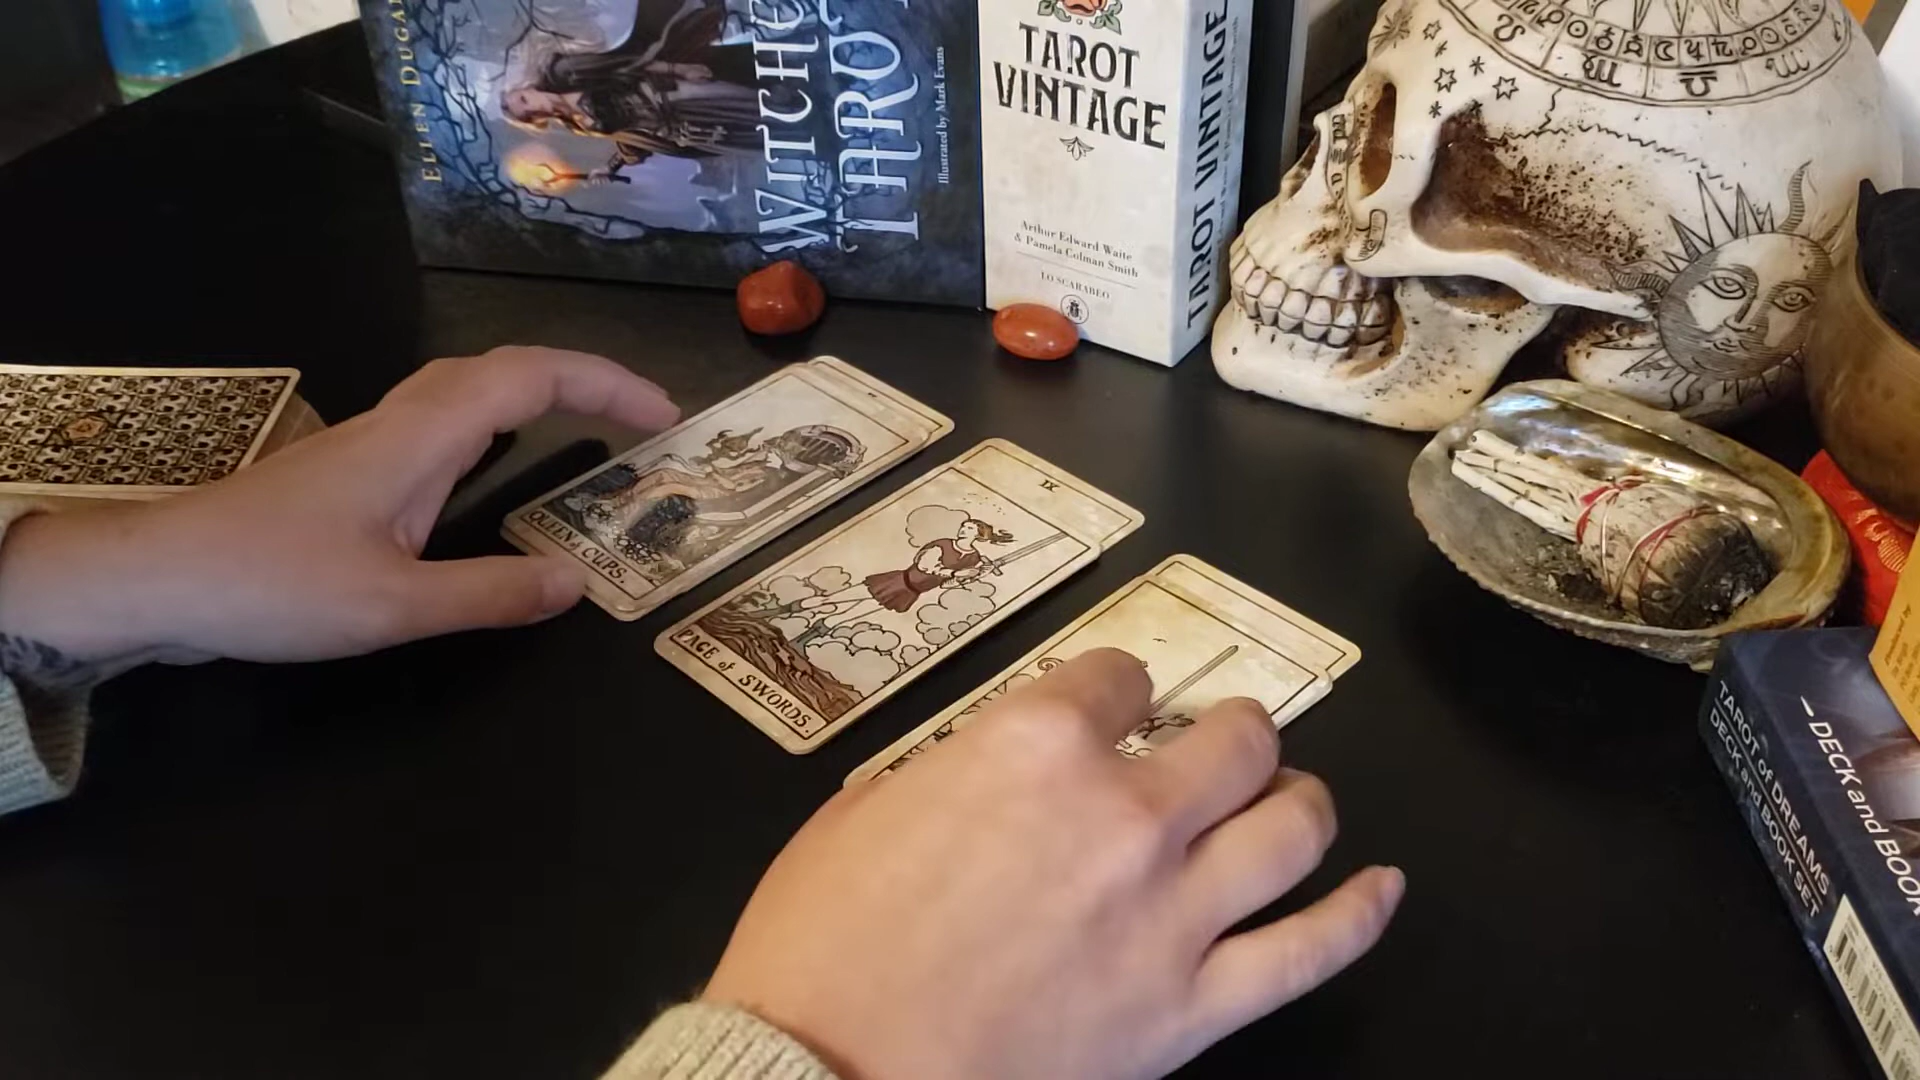 ELLEN DUGAN
WITCHES
TAROT
Illustrated by Mark Evans
TAROT
VINTAGE
Arthur Edward Waite
& Pamela Colman Smith
LO SCARABEO
TAROT VINTAGE
IX
QUEEN of CUPS.
PAGE of SWORDS.
TAROT of DREAMS
DECK and BOOK SET
–DECK and BOOK